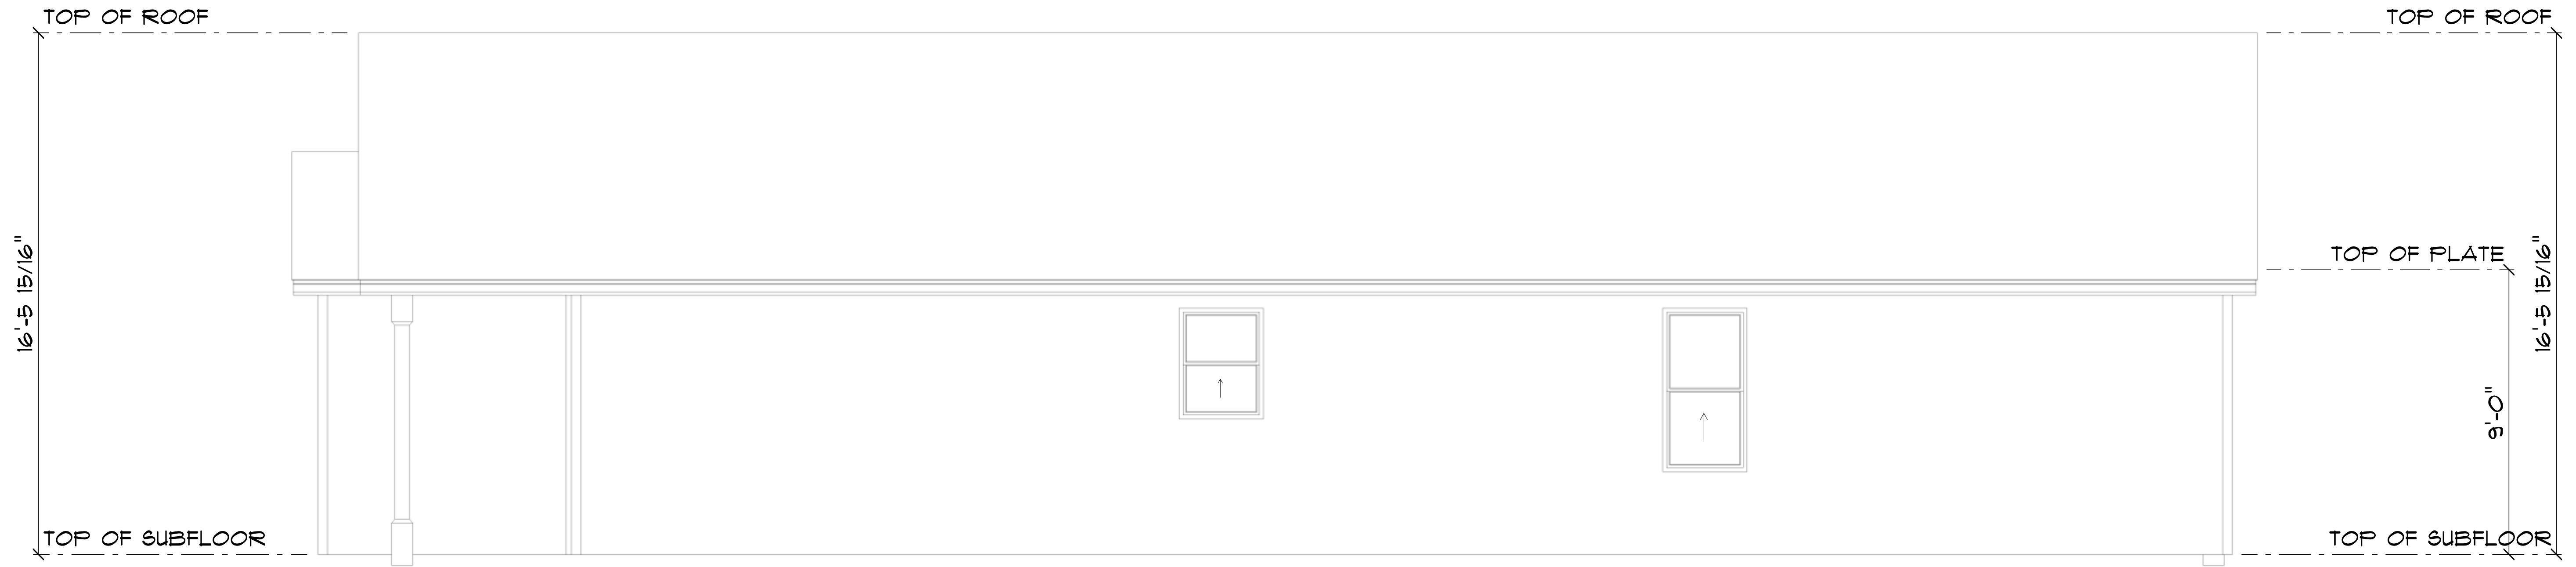 TOP OF ROOF
TOP OF ROOF
16'-5 15/16"
16'-5 15/16"
TOP OF PLATE
9'-0"
TOP OF SUBFLOOR
TOP OF SUBFLOOR